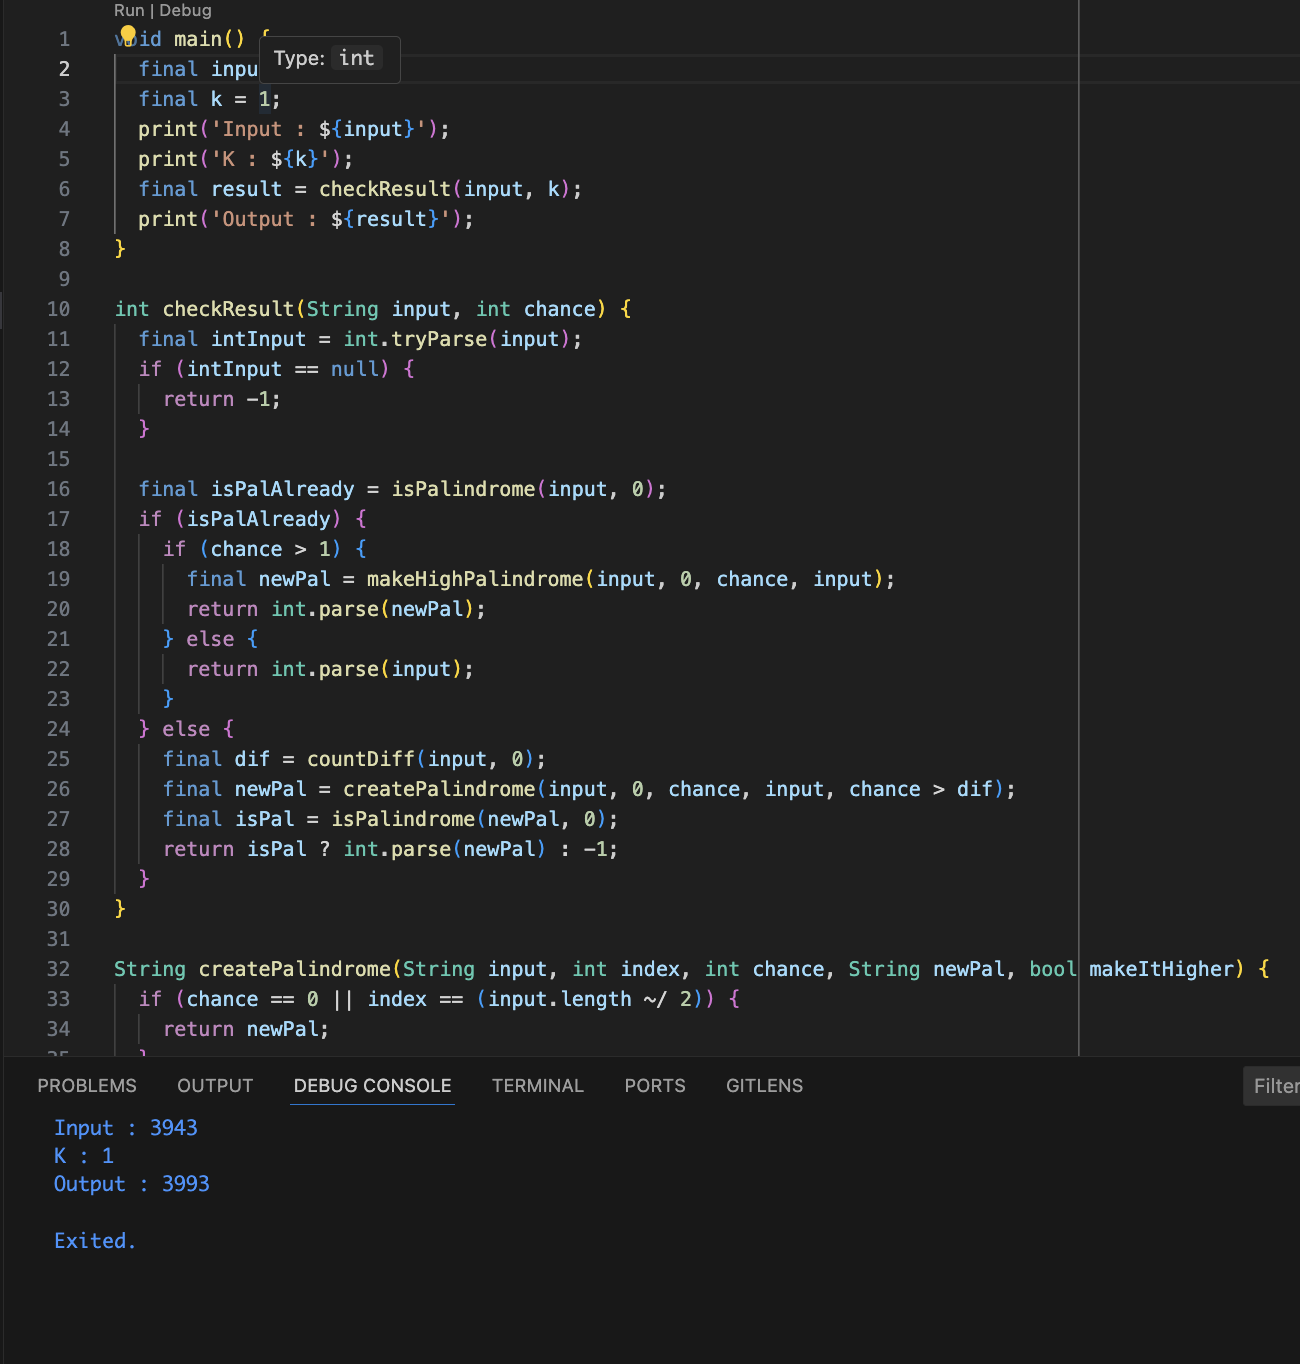 Run | Debug
1 void main() {
Type: int
2 final inpu
3 final k = 1;
4 print('Input : ${input}');
5 print('K : ${k}');
6 final result = checkResult(input, k);
7 print('Output : ${result}');
8 }
9
10 int checkResult(String input, int chance) {
11 final intInput = int.tryParse(input);
12 if (intInput == null) {
13 return -1;
14 }
15
16 final isPalAlready = isPalindrome(input, 0);
17 if (isPalAlready) {
18 if (chance > 1) {
19 final newPal = makeHighPalindrome(input, 0, chance, input);
20 return int.parse(newPal);
21 } else {
22 return int.parse(input);
23 }
24 } else {
25 final dif = countDiff(input, 0);
26 final newPal = createPalindrome(input, 0, chance, input, chance > dif);
27 final isPal = isPalindrome(newPal, 0);
28 return isPal ? int.parse(newPal) : -1;
29 }
30 }
31
32 String createPalindrome(String input, int index, int chance, String newPal, bool makeItHigher) {
33 if (chance == 0 || index == (input.length ~/ 2)) {
34 return newPal;
35 }
PROBLEMS OUTPUT DEBUG CONSOLE TERMINAL PORTS GITLENS Filter
Input : 3943
K : 1
Output : 3993
Exited.